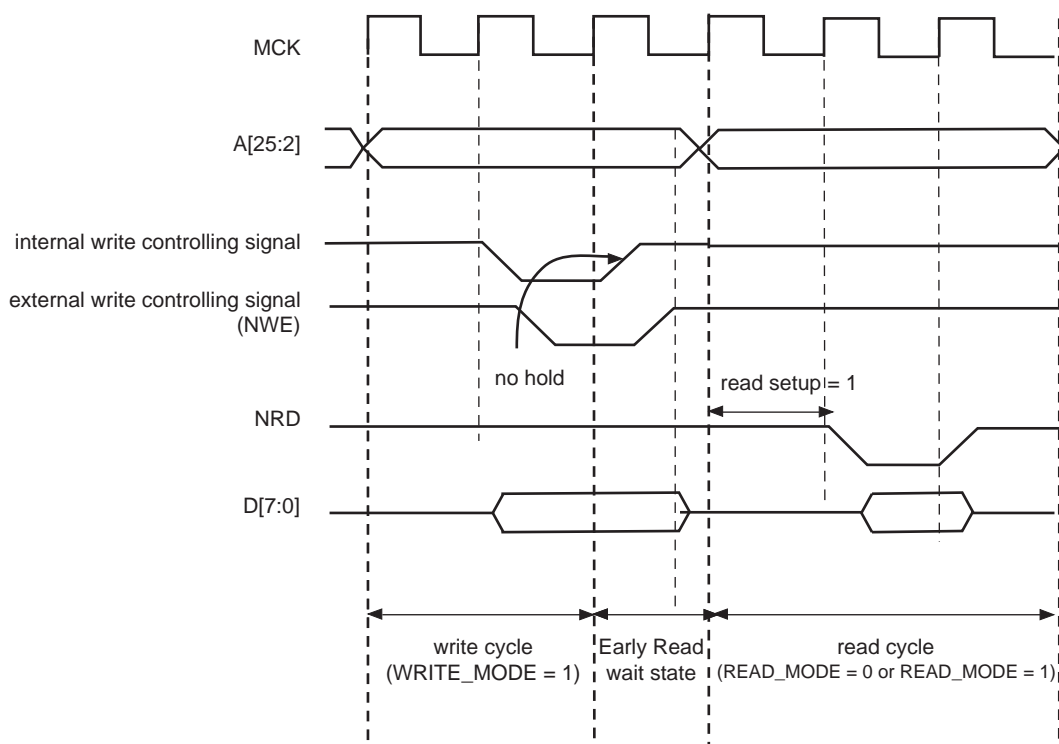 MCK
A[25:2]
internal write controlling signal
external write controlling signal
(NWE)
no hold
read setup = 1
NRD
D[7:0]
write cycle
(WRITE_MODE = 1)
Early Read
wait state
read cycle
(READ_MODE = 0 or READ_MODE = 1)